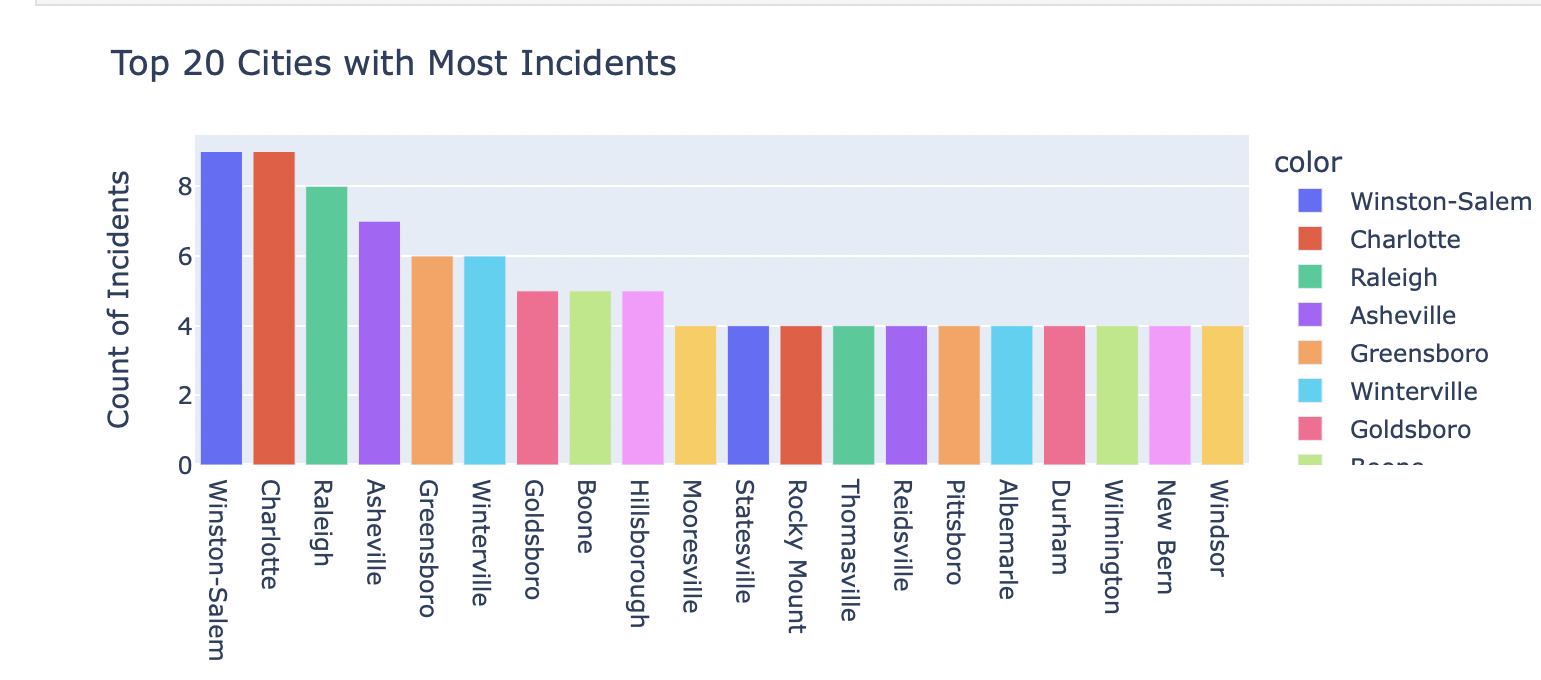 Top 20 Cities with Most Incidents
Count of Incidents
8
6
4
2
0
Winston-Salem
Charlotte
Raleigh
Asheville
Greensboro
Winterville
Goldsboro
Boone
Hillsborough
Mooresville
Statesville
Rocky Mount
Thomasville
Reidsville
Pittsboro
Albemarle
Durham
Wilmington
New Bern
Windsor
color
Winston-Salem
Charlotte
Raleigh
Asheville
Greensboro
Winterville
Goldsboro
Boone